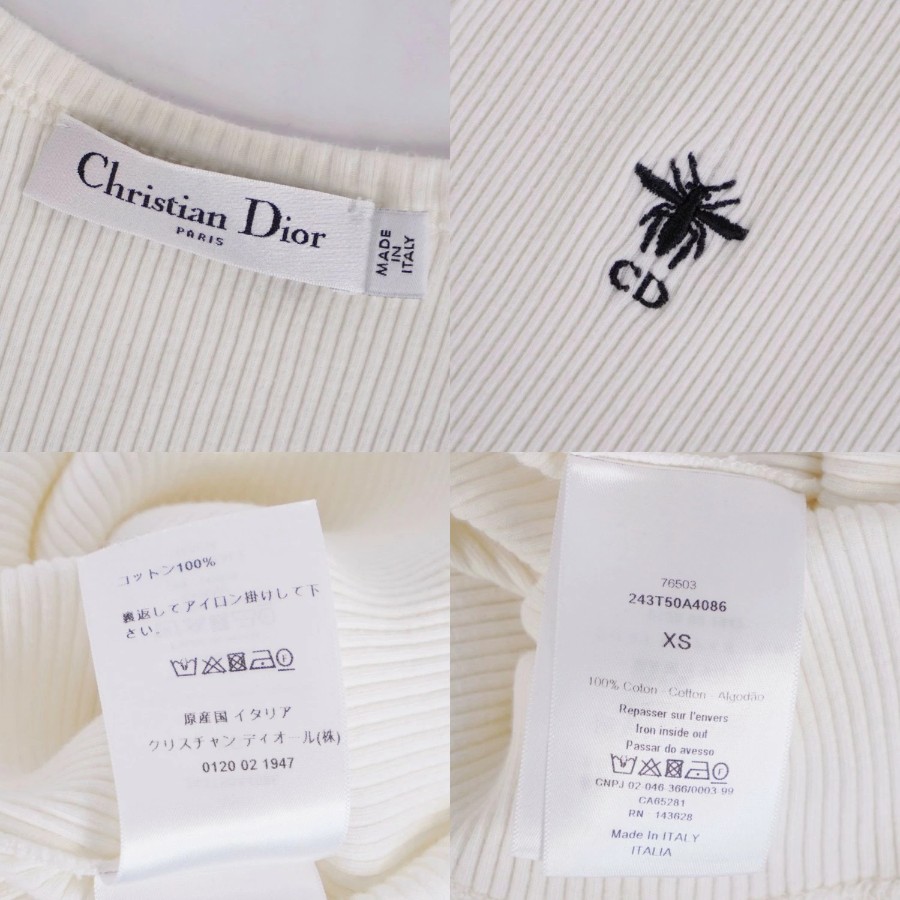 Christian Dior
PARIS
MADE
IN
ITALY
CD
コットン100%
裏返してアイロン掛けして下
さい。
F
原産国 イタリア
クリスチャン ディオール(株)
0120 02 1947
76503
243T50A4086
XS
100% Coton - Cotton - Algodão
Repasser sur l'envers
Iron inside out
Passar do avesso
F
CNPJ 02-046-366/0003-99
CA65281
RN - 143628
Made In ITALY
ITALIA